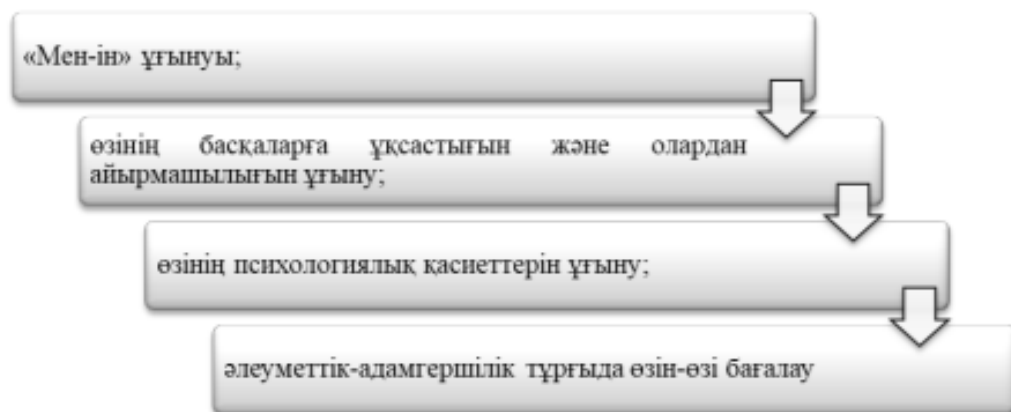 «Мен-ін» ұғынуы;
өзінің басқаларға ұқсастығын және олардан
айырмашылығын ұғыну;
өзінің психологиялық қасиеттерін ұғыну;
әлеуметтік-адамгершілік тұрғыда өзін-өзі бағалау